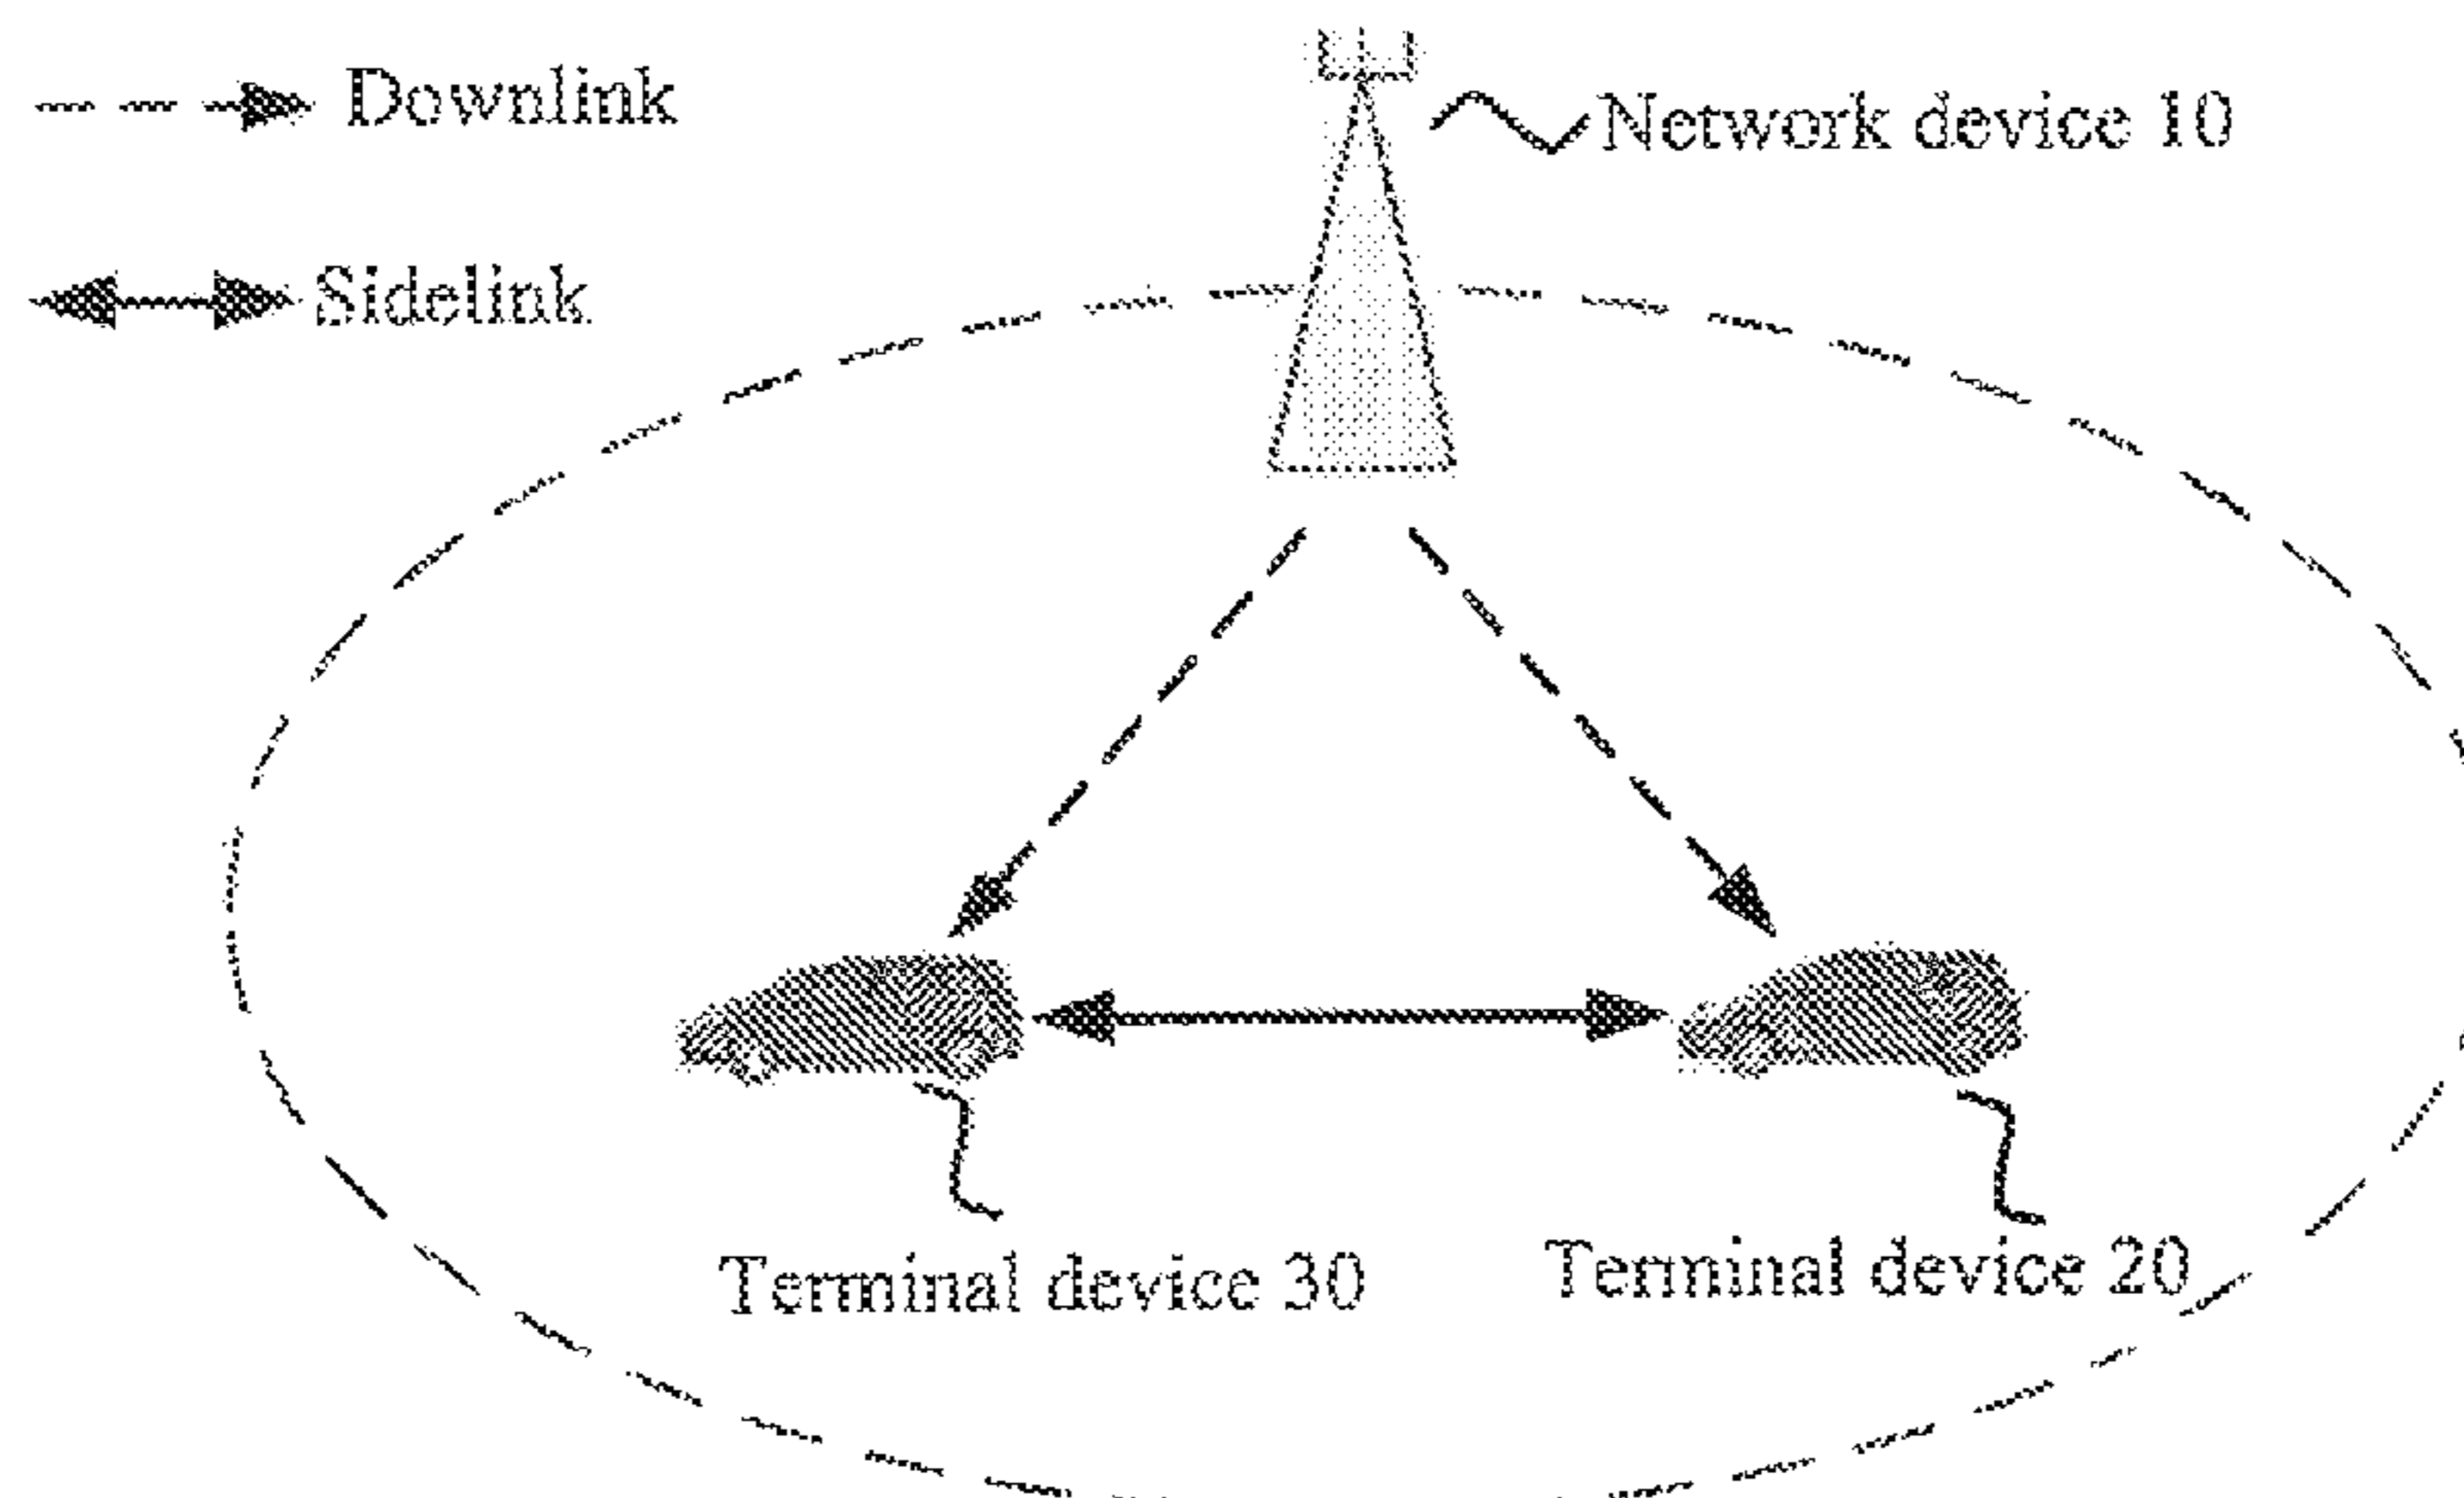 Downlink
Network device 10
Sidelink
Terminal device 30
Terminal device 20